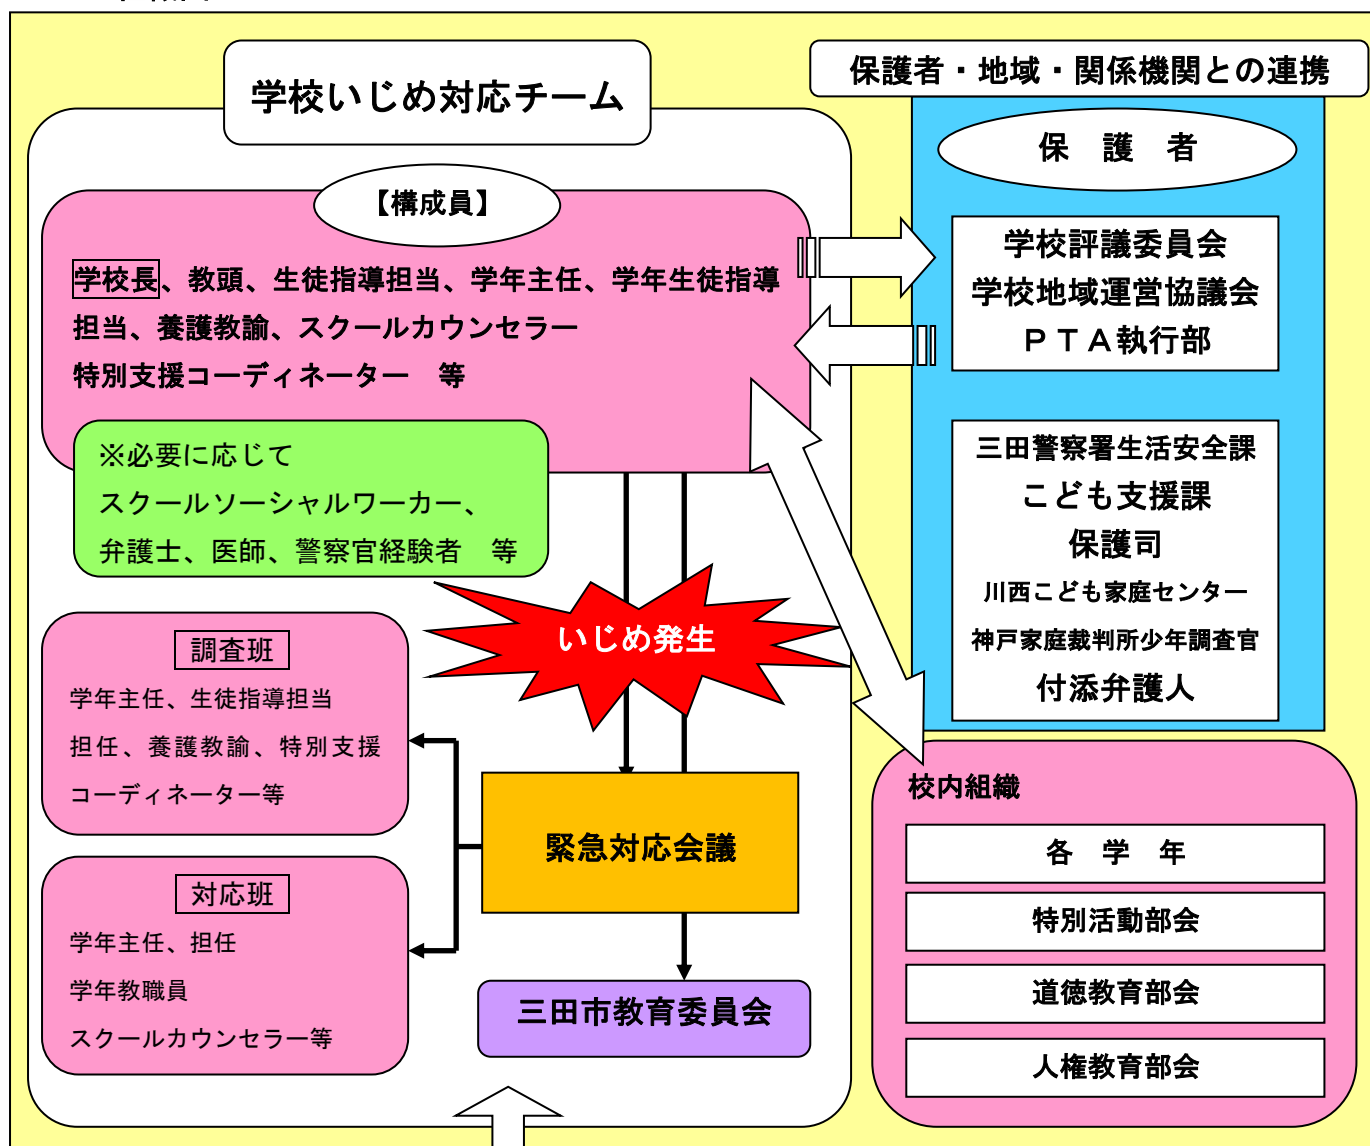 学校いじめ対応チーム
【構成員】
学校長、教頭、生徒指導担当、学年主任、学年生徒指導
担当、養護教諭、スクールカウンセラー
特別支援コーディネーター　等
※必要に応じて
スクールソーシャルワーカー、
弁護士、医師、警察官経験者　等
いじめ発生
調査班
学年主任、生徒指導担当
担任、養護教諭、特別支援
コーディネーター等
緊急対応会議
対応班
学年主任、担任
学年教職員
スクールカウンセラー等
三田市教育委員会
保護者・地域・関係機関との連携
保　護　者
学校評議委員会
学校地域運営協議会
ＰＴＡ執行部
三田警察署生活安全課
こども支援課
保護司
川西こども家庭センター
神戸家庭裁判所少年調査官
付添弁護人
校内組織
各　学　年
特別活動部会
道徳教育部会
人権教育部会